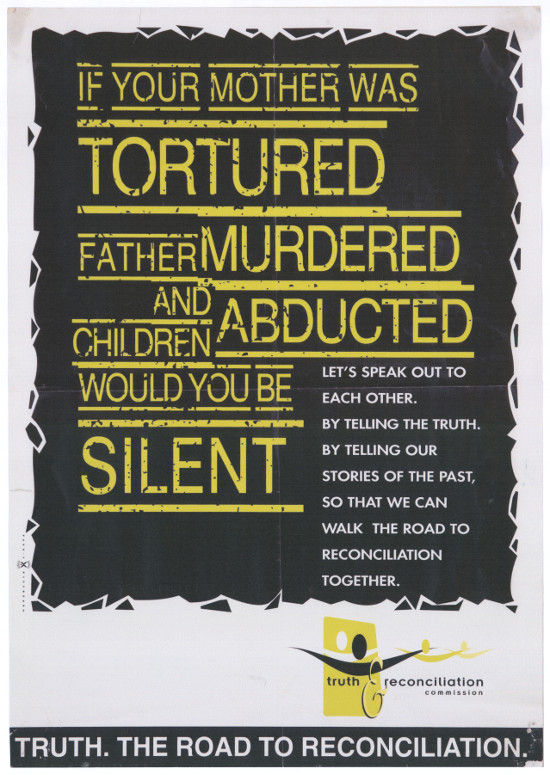 IF YOUR MOTHER WAS
TORTURED
FATHER MURDERED
AND
CHILDREN ABDUCTED
WOULD YOU BE
SILENT
LET'S SPEAK OUT TO
EACH OTHER.
BY TELLING THE TRUTH.
BY TELLING OUR
STORIES OF THE PAST,
SO THAT WE CAN
WALK THE ROAD TO
RECONCILIATION
TOGETHER.
truth & reconciliation
commission
TRUTH. THE ROAD TO RECONCILIATION.